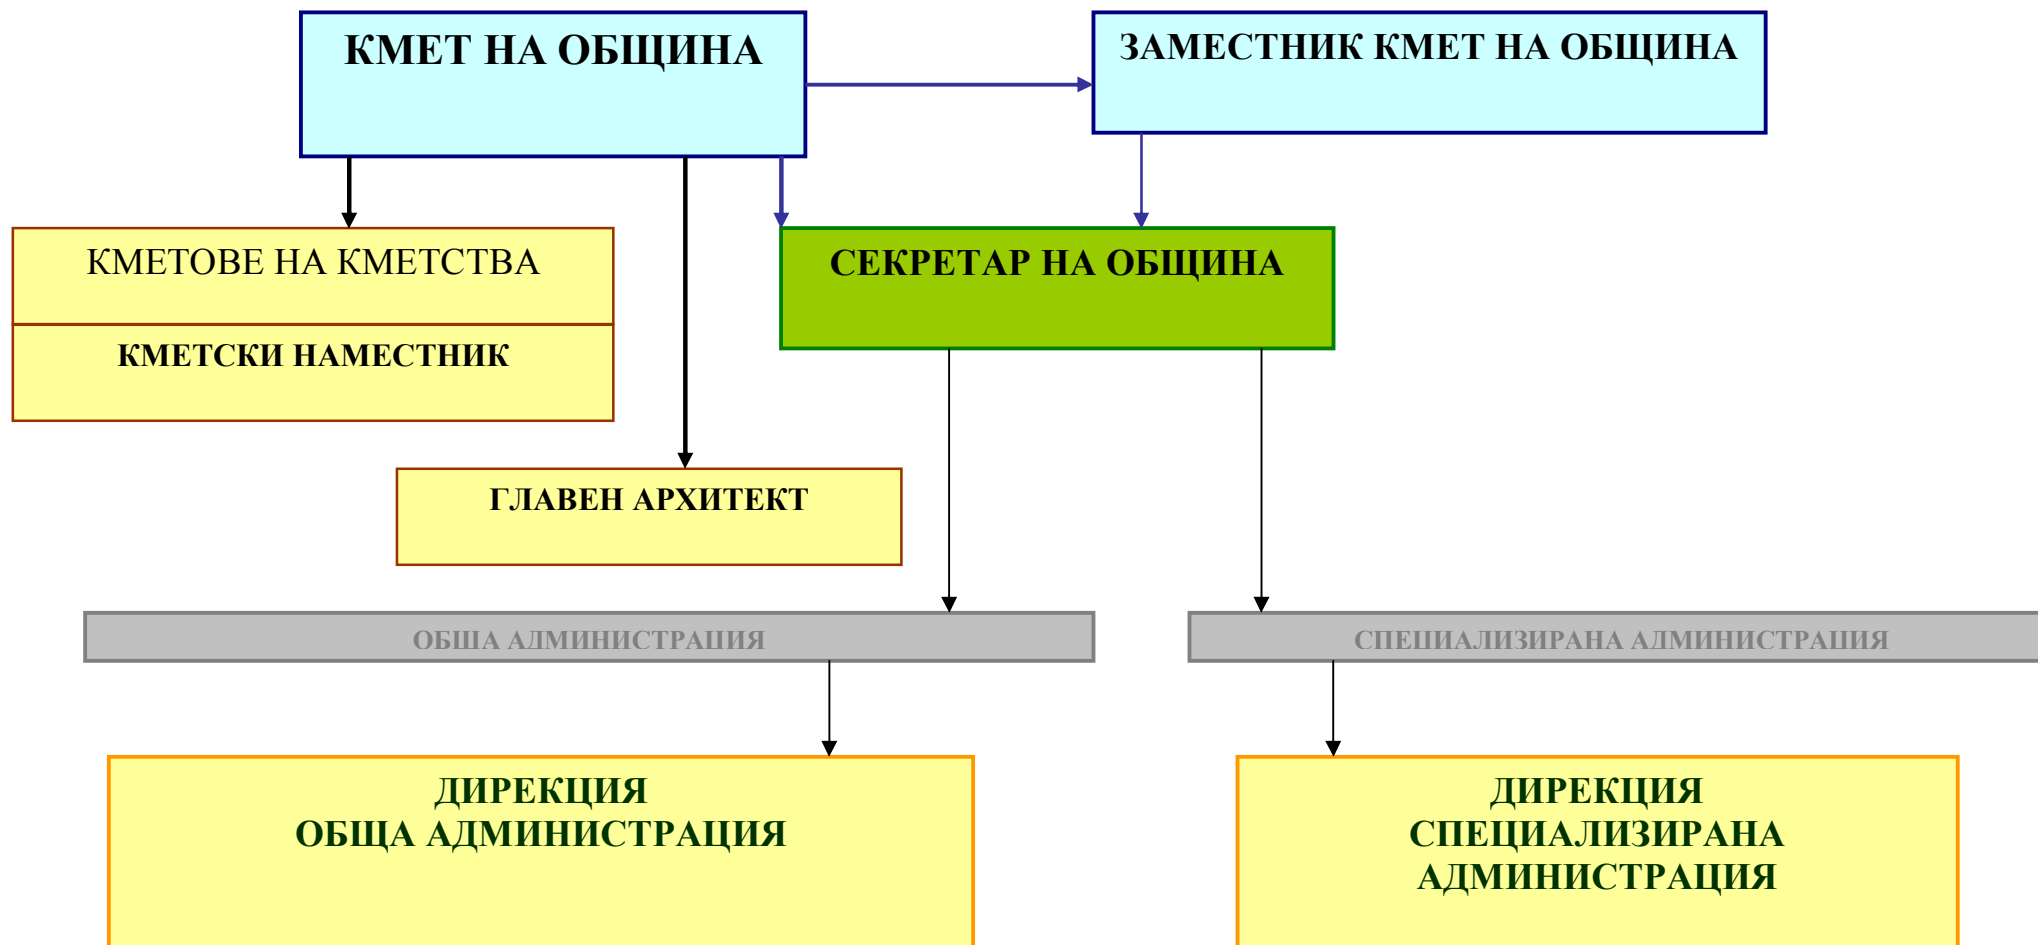 КМЕТ НА ОБЩИНА
ЗАМЕСТНИК КМЕТ НА ОБЩИНА
КМЕТОВЕ НА КМЕТСТВА
СЕКРЕТАР НА ОБЩИНА
КМЕТСКИ НАМЕСТНИК
ГЛАВЕН АРХИТЕКТ
ОБЩА АДМИНИСТРАЦИЯ
СПЕЦИАЛИЗИРАНА АДМИНИСТРАЦИЯ
ДИРЕКЦИЯ
ОБЩА АДМИНИСТРАЦИЯ
ДИРЕКЦИЯ
СПЕЦИАЛИЗИРАНА
АДМИНИСТРАЦИЯ